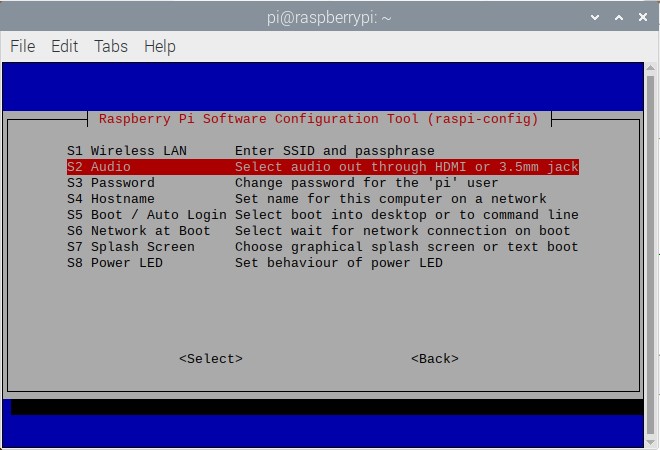 pi@raspberrypi: ~
File Edit Tabs Help
Raspberry Pi Software Configuration Tool (raspi-config)
S1 Wireless LAN Enter SSID and passphrase
S2 Audio Select audio out through HDMI or 3.5mm jack
S3 Password Change password for the 'pi' user
S4 Hostname Set name for this computer on a network
S5 Boot / Auto Login Select boot into desktop or to command line
S6 Network at Boot Select wait for network connection on boot
S7 Splash Screen Choose graphical splash screen or text boot
S8 Power LED Set behaviour of power LED
<Select> <Back>